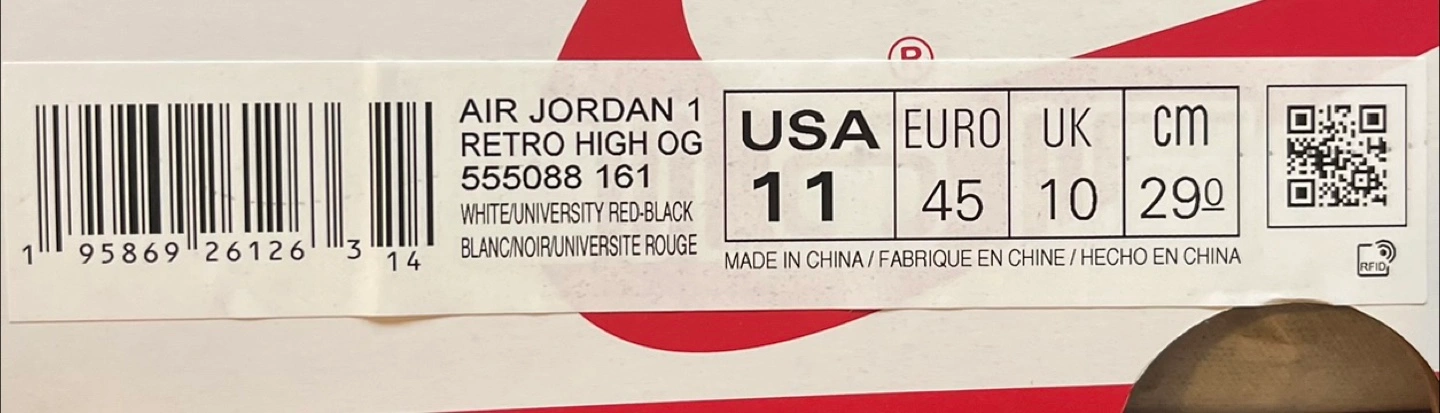 ®
AIR JORDAN 1
RETRO HIGH OG
555088 161
WHITE/UNIVERSITY RED-BLACK
BLANC/NOIR/UNIVERSITE ROUGE
1 95869 26126 3 14
USA EURO UK cm
11 45 10 290
MADE IN CHINA / FABRIQUE EN CHINE / HECHO EN CHINA
RFID